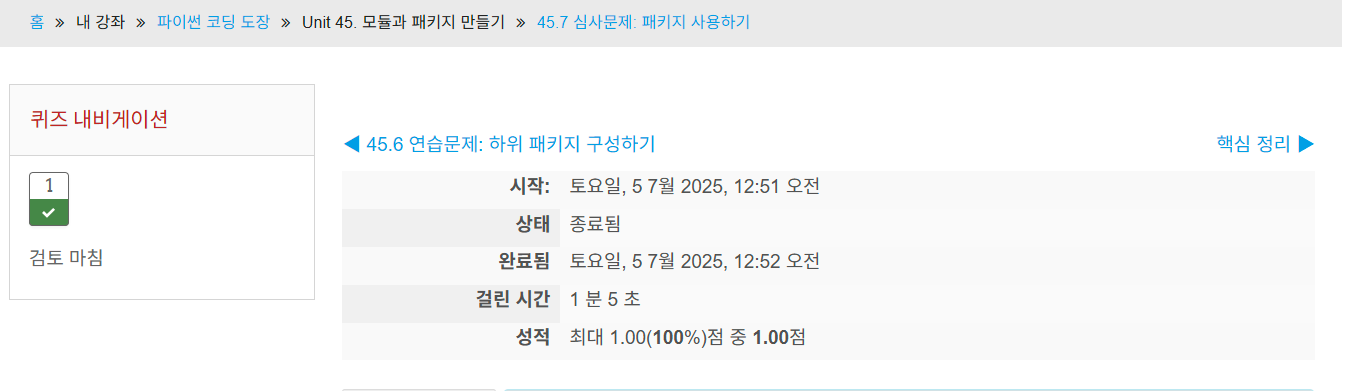 홈 » 내 강좌 » 파이썬 코딩 도장 » Unit 45. 모듈과 패키지 만들기 » 45.7 심사문제: 패키지 사용하기
퀴즈 내비게이션
1
검토 마침
◀ 45.6 연습문제: 하위 패키지 구성하기
핵심 정리 ▶
시작: 토요일, 5 7월 2025, 12:51 오전
상태 종료됨
완료됨 토요일, 5 7월 2025, 12:52 오전
걸린 시간 1 분 5 초
성적 최대 1.00(100%)점 중 1.00점